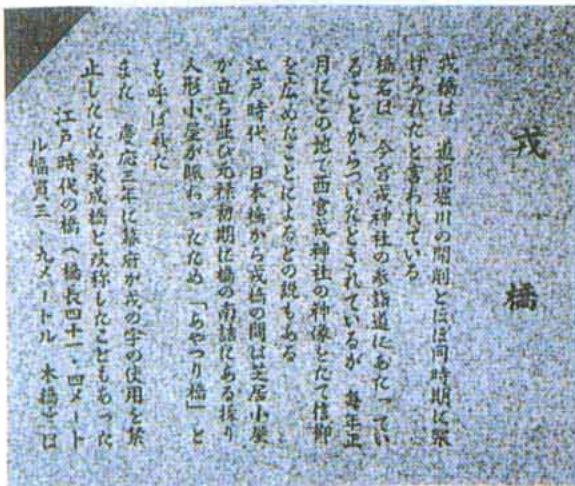 戎橋
戎橋は　道頓堀川の開削とほぼ同時期に架
けられたと言われている
橋名は　今宮戎神社の参詣道にあたってい
ることからついたとされているが　毎年正
月にこの地で西宮戎神社の神像をたて信仰
を広めたことによるとの説もある
江戸時代　日本橋から戎橋の間は芝居小屋
が立ち並び元禄初期に橋の南詰にある操り
人形小屋が賑わったため　「あやつり橋」と
も呼ばれた
また　慶応三年に幕府が戎の字の使用を禁
止したため永成橋と改称したこともあった
江戸時代の橋（橋長四十一・四メート
ル幅員三・九メートル　木橋では